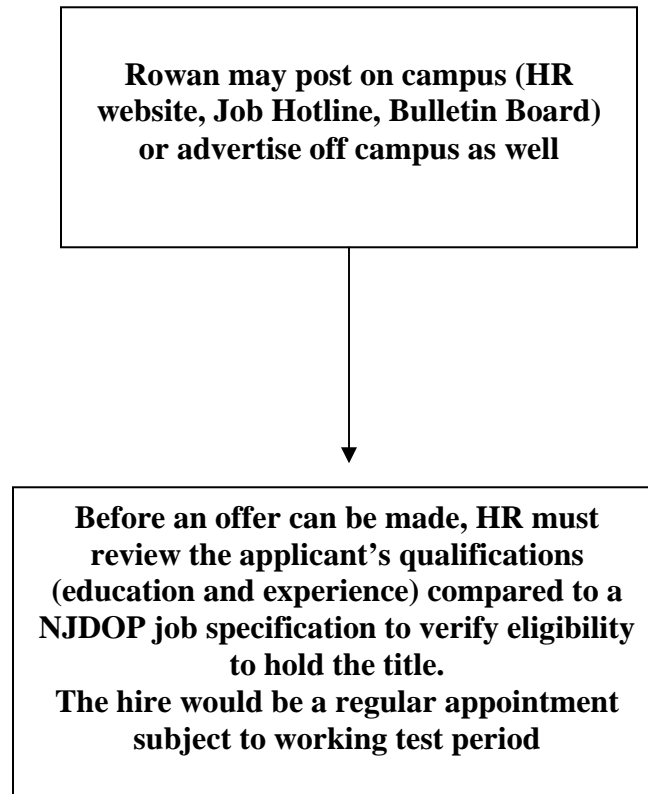 Rowan may post on campus (HR
website, Job Hotline, Bulletin Board)
or advertise off campus as well
Before an offer can be made, HR must
review the applicant’s qualifications
(education and experience) compared to a
NJDOP job specification to verify eligibility
to hold the title.
The hire would be a regular appointment
subject to working test period